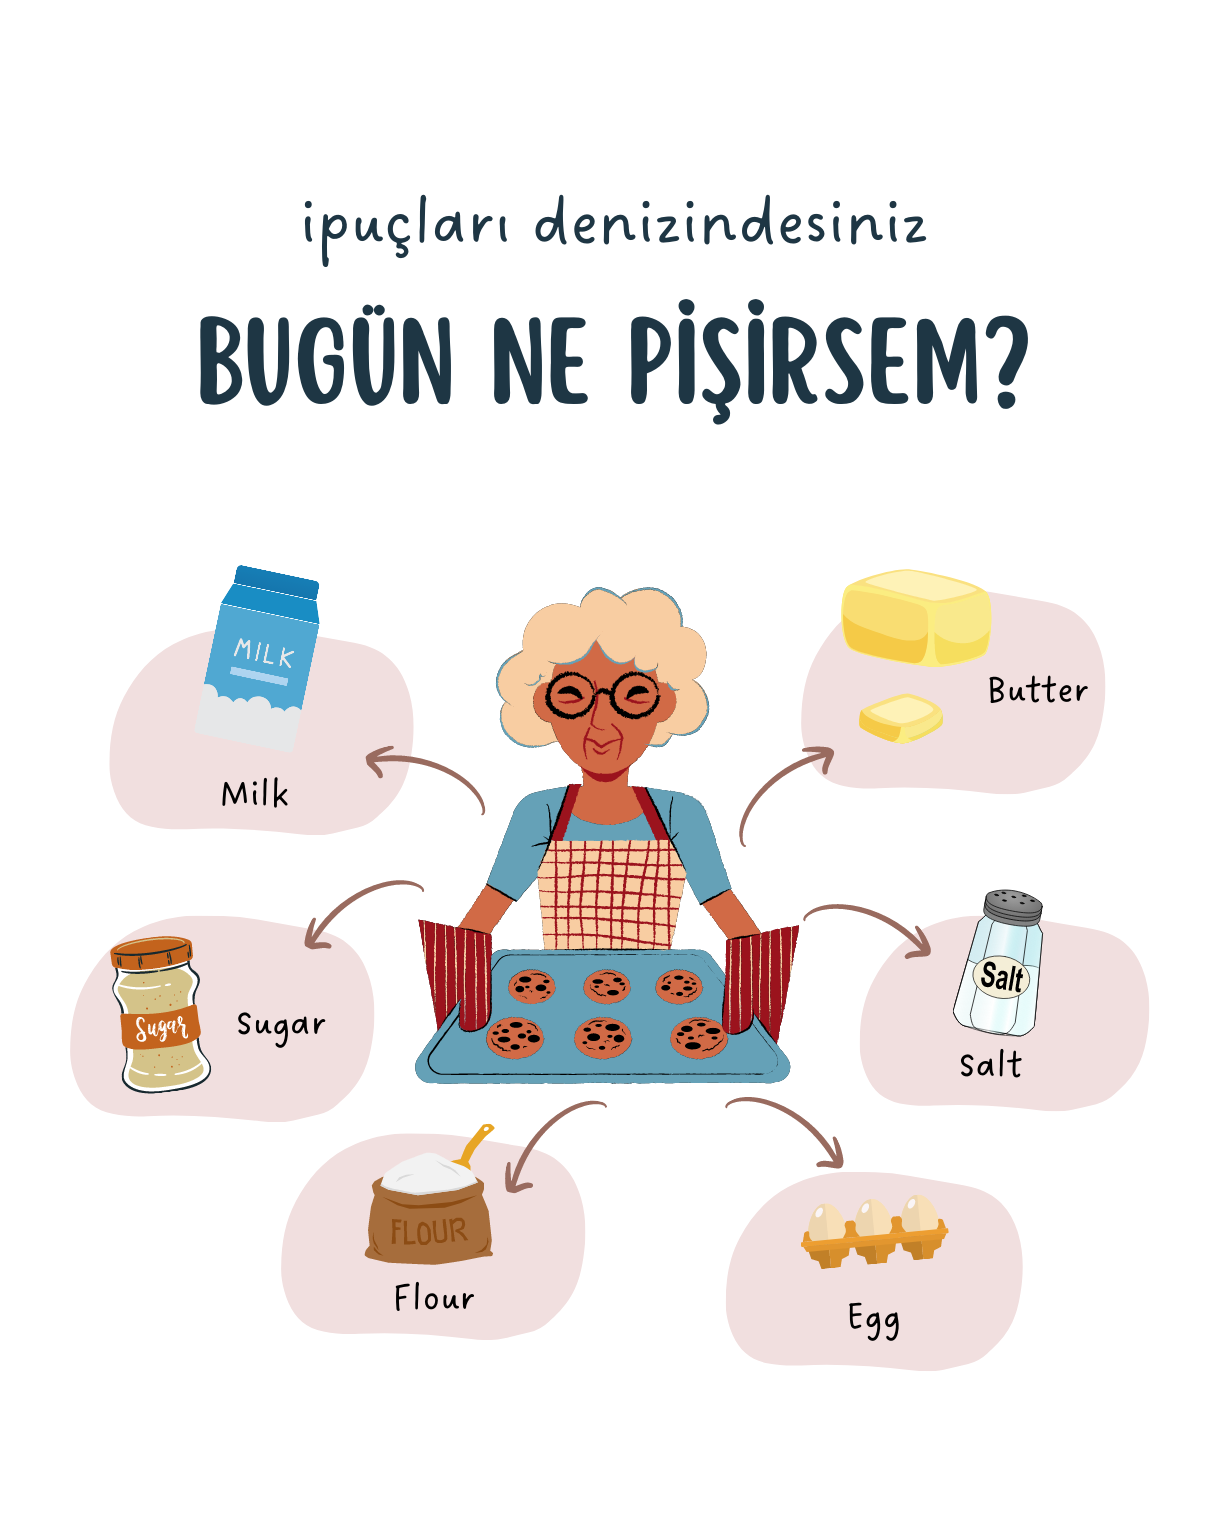 ipuçları denizindesiniz
BUGÜN NE PİŞİRSEM?
MILK
Milk
Butter
Sugar
Sugar
Salt
Salt
FLOUR
Flour
Egg